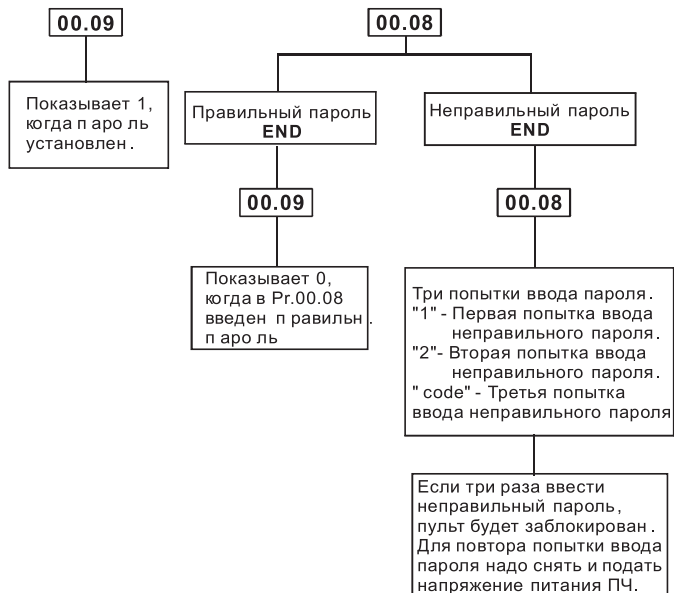 00.09
Показывает 1,
когда п аро ль
установлен.
00.08
Правильный пароль
END
00.09
Показывает 0,
когда в Pr.00.08
введен п равильн.
п аро ль
Неправильный пароль
END
00.08
Три попытки ввода пароля.
"1" - Первая попытка ввода
неправильного пароля.
"2"- Вторая попытка ввода
неправильного пароля.
" code" - Третья попытка
ввода неправильного пароля
Если три раза ввести
неправильный пароль,
пульт будет заблокирован.
Для повтора попытки ввода
пароля надо снять и подать
напряжение питания ПЧ.